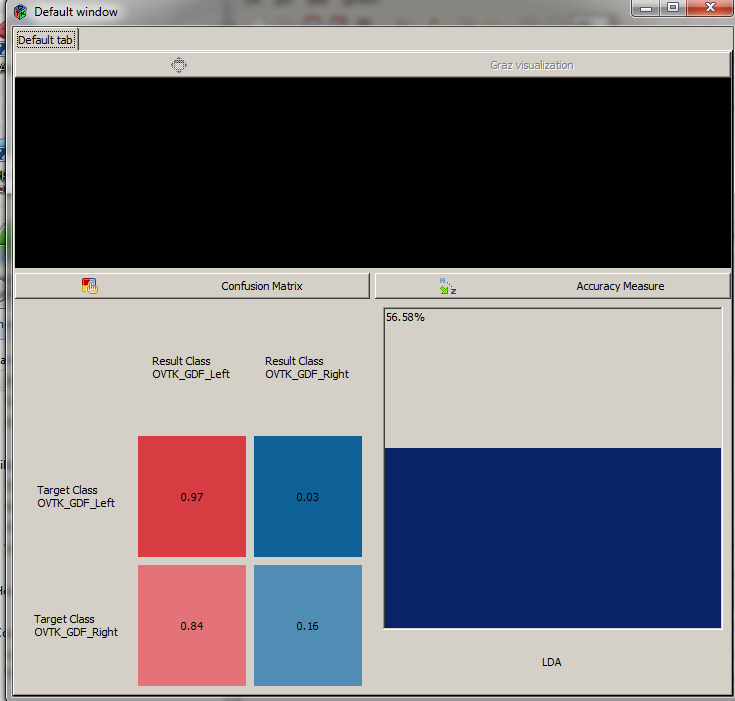 Default window
Default tab
Graz visualization
Confusion Matrix
Accuracy Measure
56.58%
Result Class
OVTK_GDF_Left
Result Class
OVTK_GDF_Right
Target Class
OVTK_GDF_Left
0.97
0.03
Target Class
OVTK_GDF_Right
0.84
0.16
LDA